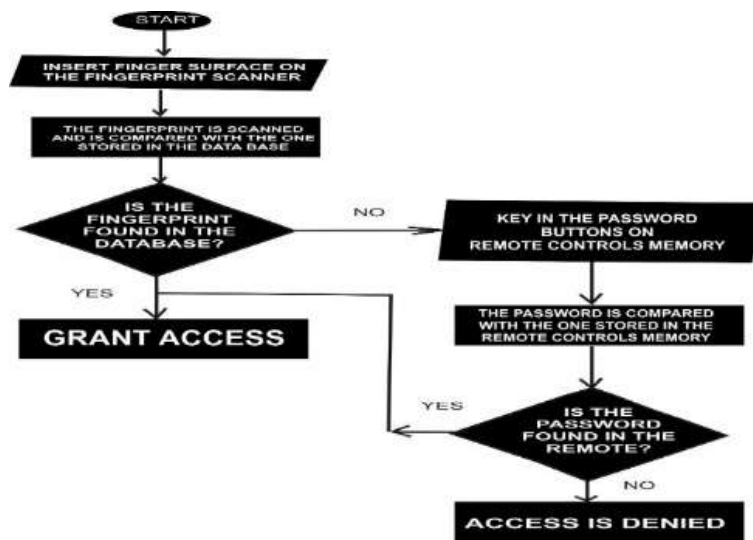 START
INSERT FINGER SURFACE ON
THE FINGERPRINT SCANNER
THE FINGERPRINT IS SCANNED
AND IS COMPARED WITH THE ONE
STORED IN THE DATA BASE
IS THE
FINGERPRINT
FOUND IN THE
DATABASE?
NO
YES
GRANT ACCESS
KEY IN THE PASSWORD
BUTTONS ON
REMOTE CONTROLS MEMORY
THE PASSWORD IS COMPARED
WITH THE ONE STORED IN THE
REMOTE CONTROLS MEMORY
IS THE
PASSWORD
FOUND IN THE
REMOTE?
YES
NO
ACCESS IS DENIED